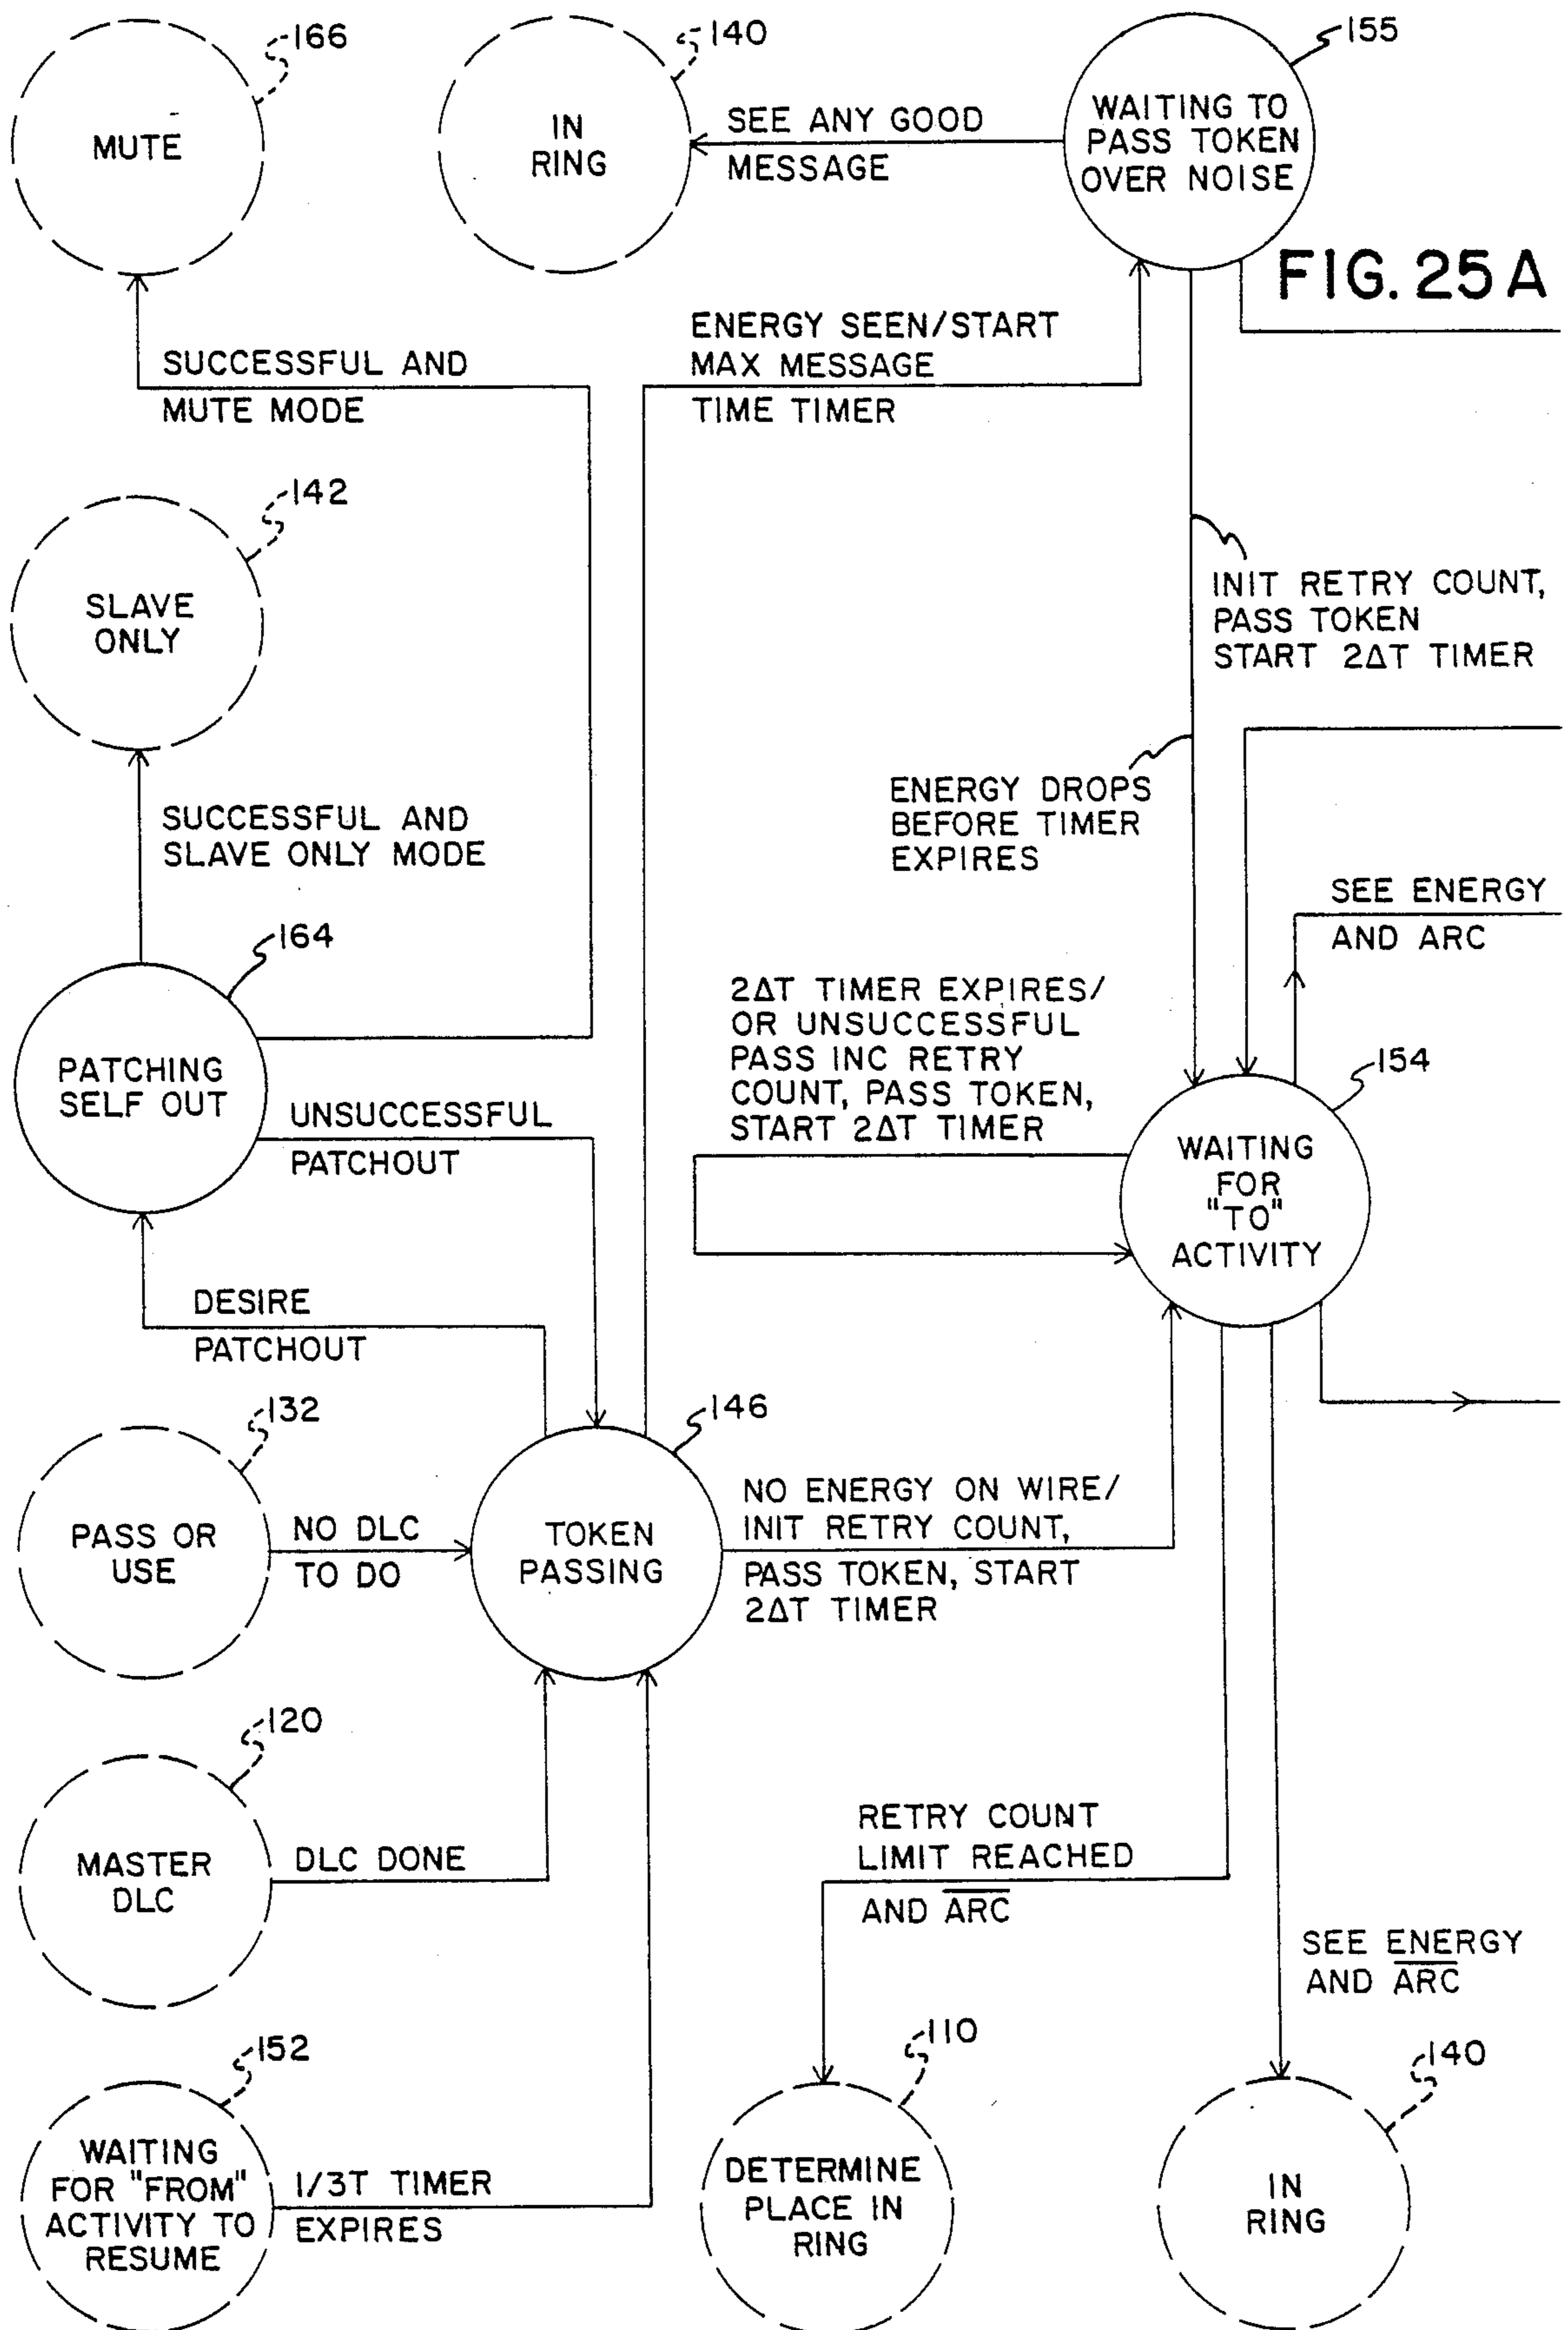 166
MUTE
140
IN
RING
SEE ANY GOOD
MESSAGE
155
WAITING TO
PASS TOKEN
OVER NOISE
FIG. 25A
SUCCESSFUL AND
MUTE MODE
ENERGY SEEN/START
MAX MESSAGE
TIME TIMER
142
SLAVE
ONLY
INIT RETRY COUNT,
PASS TOKEN
START 2ΔT TIMER
SUCCESSFUL AND
SLAVE ONLY MODE
ENERGY DROPS
BEFORE TIMER
EXPIRES
SEE ENERGY
AND ARC
164
PATCHING
SELF OUT
UNSUCCESSFUL
PATCHOUT
2ΔT TIMER EXPIRES/
OR UNSUCCESSFUL
PASS INC RETRY
COUNT, PASS TOKEN,
START 2ΔT TIMER
154
WAITING
FOR
"TO"
ACTIVITY
DESIRE
PATCHOUT
132
PASS OR
USE
NO DLC
TO DO
146
TOKEN
PASSING
NO ENERGY ON WIRE/
INIT RETRY COUNT,
PASS TOKEN, START
2ΔT TIMER
120
MASTER
DLC
DLC DONE
RETRY COUNT
LIMIT REACHED
AND A̅R̅C̅
SEE ENERGY
AND A̅R̅C̅
152
WAITING
FOR "FROM"
ACTIVITY TO
RESUME
1/3T TIMER
EXPIRES
110
DETERMINE
PLACE IN
RING
140
IN
RING